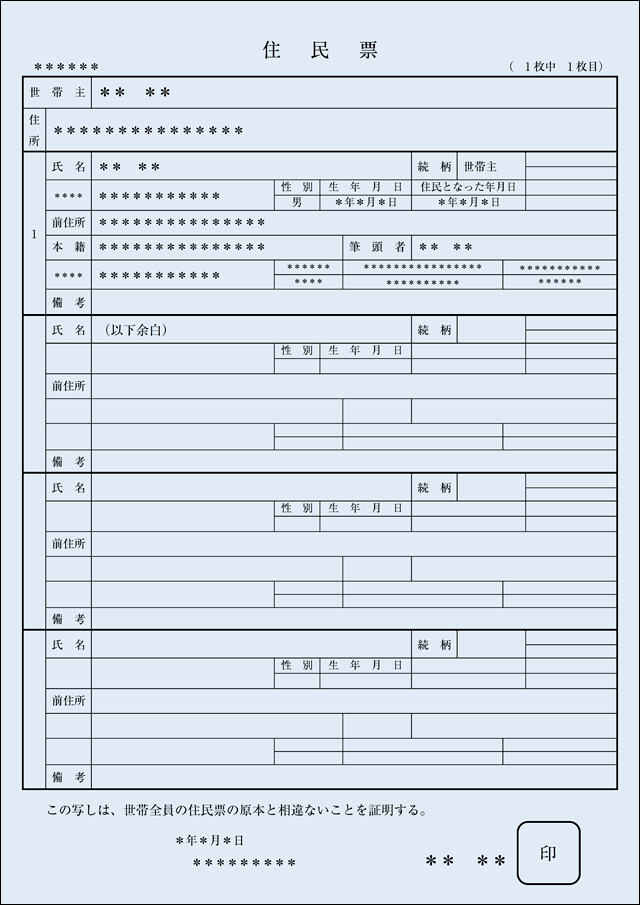 住 民 票
＊＊＊＊＊＊
（ 1枚中 1枚目）
世 帯 主 ＊＊ ＊＊
住所 ＊＊＊＊＊＊＊＊＊＊＊＊＊＊＊
1
氏 名 ＊＊ ＊＊ 続 柄 世帯主
＊＊＊＊ ＊＊＊＊＊＊＊＊＊＊＊ 性 別 生 年 月 日 住民となった年月日
男 ＊年＊月＊日 ＊年＊月＊日
前住所 ＊＊＊＊＊＊＊＊＊＊＊＊＊＊＊
本 籍 ＊＊＊＊＊＊＊＊＊＊＊＊＊＊＊ 筆 頭 者 ＊＊ ＊＊
＊＊＊＊ ＊＊＊＊＊＊＊＊＊＊＊ ＊＊＊＊＊＊ ＊＊＊＊＊＊＊＊＊＊＊＊＊＊＊＊ ＊＊＊＊＊＊＊＊＊＊＊
＊＊＊＊ ＊＊＊＊＊＊＊＊＊＊ ＊＊＊＊＊＊
備 考
氏 名 （以下余白） 続 柄
性 別 生 年 月 日
前住所
備 考
氏 名 続 柄
性 別 生 年 月 日
前住所
備 考
氏 名 続 柄
性 別 生 年 月 日
前住所
備 考
この写しは、世帯全員の住民票の原本と相違ないことを証明する。
＊年＊月＊日
＊＊＊＊＊＊＊＊＊ ＊＊ ＊＊ 印